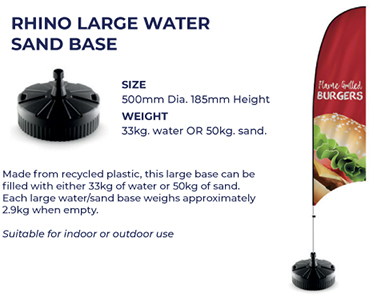 RHINO LARGE WATER
SAND BASE
SIZE
500mm Dia. 185mm Height
WEIGHT
33kg. water OR 50kg. sand.
Flame Grilled
BURGERS
Made from recycled plastic, this large base can be
filled with either 33kg of water or 50kg of sand.
Each large water/sand base weighs approximately
2.9kg when empty.
Suitable for indoor or outdoor use